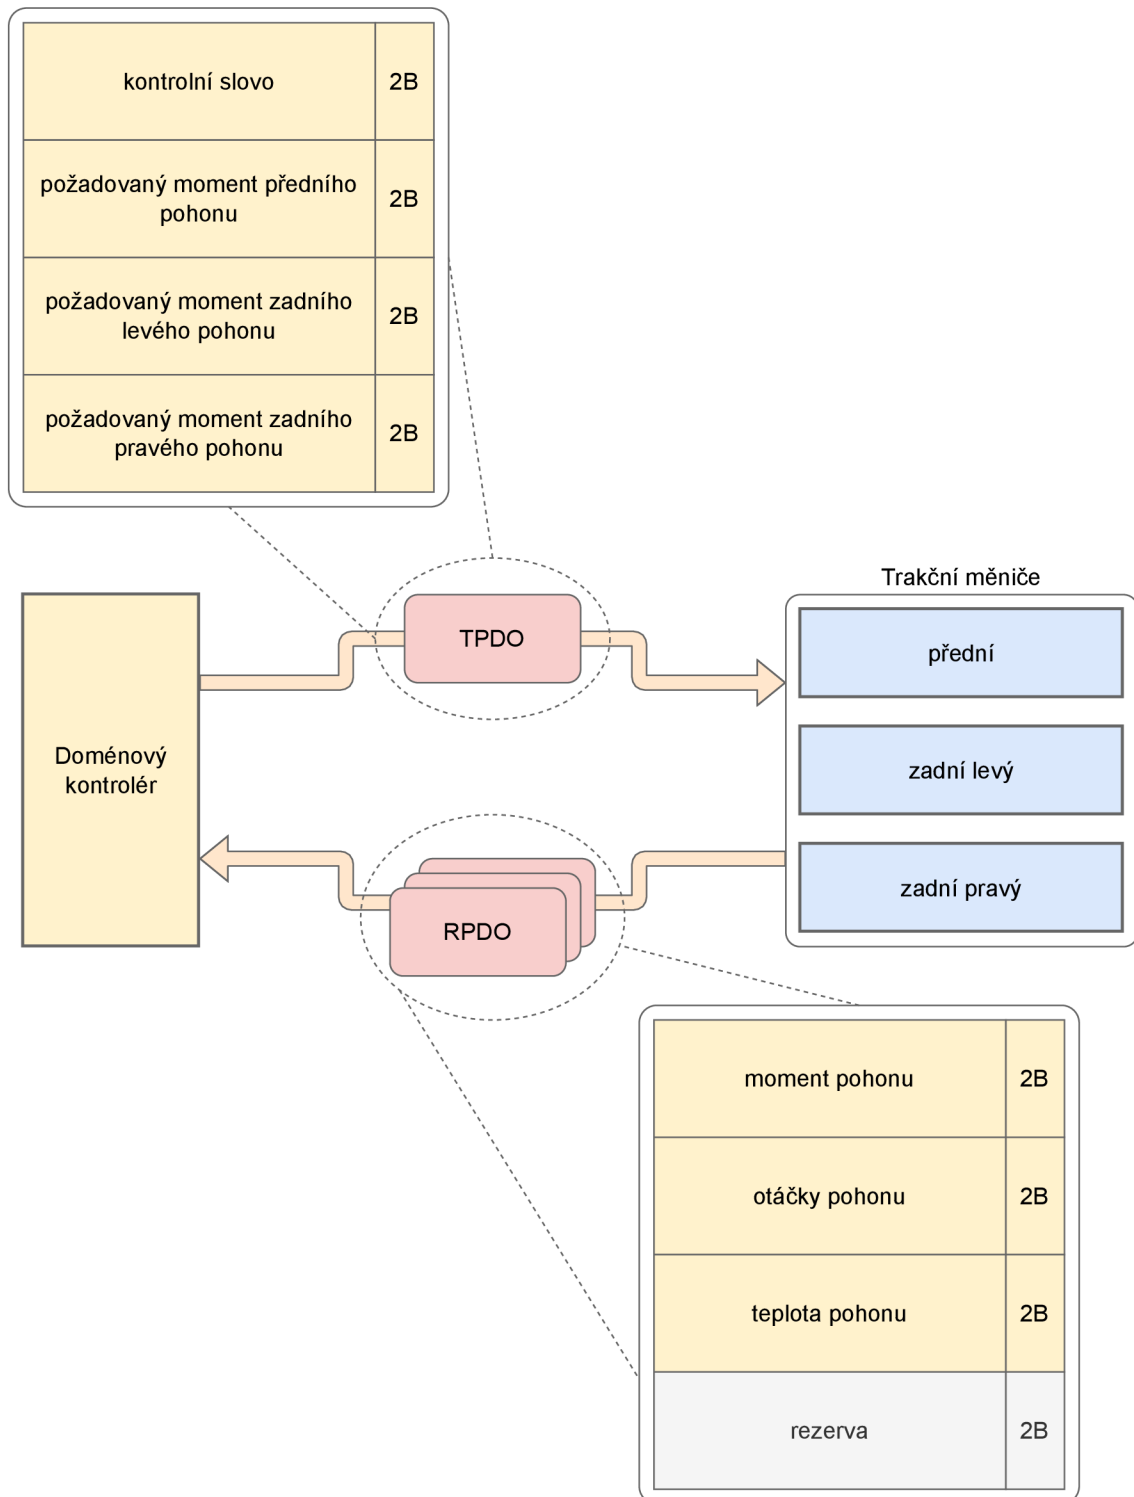 kontrolní slovo 2B
požadovaný moment předního
pohonu 2B
požadovaný moment zadního
levého pohonu 2B
požadovaný moment zadního
pravého pohonu 2B
Doménový
kontrolér
TPDO
Trakční měniče
přední
zadní levý
zadní pravý
RPDO
moment pohonu 2B
otáčky pohonu 2B
teplota pohonu 2B
rezerva 2B